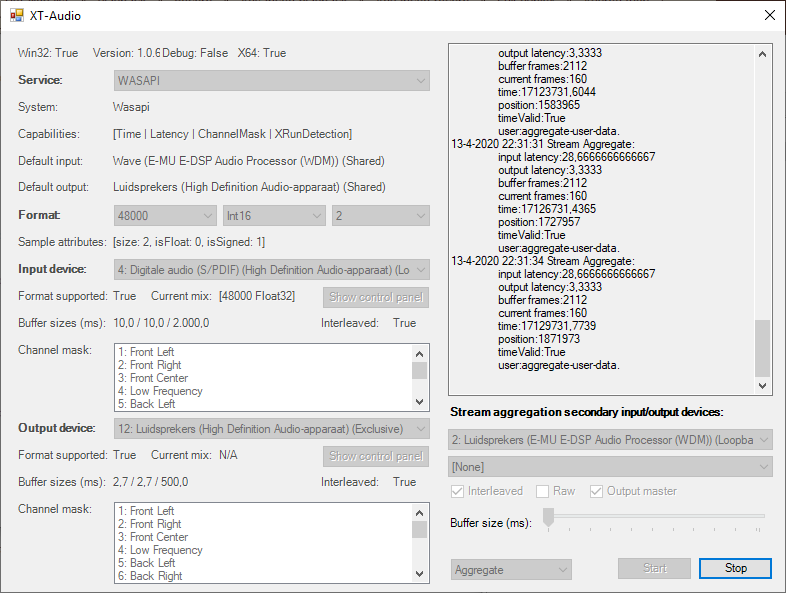 XT-Audio
Win32: True Version: 1.0.6 Debug: False X64: True
Service: WASAPI
System: Wasapi
Capabilities: [Time | Latency | ChannelMask | XRunDetection]
Default input: Wave (E-MU E-DSP Audio Processor (WDM)) (Shared)
Default output: Luidsprekers (High Definition Audio-apparaat) (Shared)
Format: 48000 Int16 2
Sample attributes: [size: 2, isFloat: 0, isSigned: 1]
Input device: 4: Digitale audio (S/PDIF) (High Definition Audio-apparaat) (Lo
Format supported: True Current mix: [48000 Float32] Show control panel
Buffer sizes (ms): 10,0 / 10,0 / 2.000,0 Interleaved: True
Channel mask:
1: Front Left
2: Front Right
3: Front Center
4: Low Frequency
5: Back Left
Output device: 12: Luidsprekers (High Definition Audio-apparaat) (Exclusive)
Format supported: True Current mix: N/A Show control panel
Buffer sizes (ms): 2,7 / 2,7 / 500,0 Interleaved: True
Channel mask:
1: Front Left
2: Front Right
3: Front Center
4: Low Frequency
5: Back Left
6: Back Right
output latency:3,3333
buffer frames:2112
current frames:160
time:17123731,6044
position:1583965
timeValid:True
user:aggregate-user-data.
13-4-2020 22:31:31 Stream Aggregate:
input latency:28,6666666666667
output latency:3,3333
buffer frames:2112
current frames:160
time:17126731,4365
position:1727957
timeValid:True
user:aggregate-user-data.
13-4-2020 22:31:34 Stream Aggregate:
input latency:28,6666666666667
output latency:3,3333
buffer frames:2112
current frames:160
time:17129731,7739
position:1871973
timeValid:True
user:aggregate-user-data.
Stream aggregation secondary input/output devices:
2: Luidsprekers (E-MU E-DSP Audio Processor (WDM)) (Loopba
[None]
Interleaved Raw Output master
Buffer size (ms):
Aggregate Start Stop